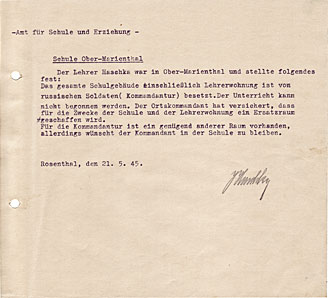 -Amt für Schule und Erziehung -
Schule Ober-Marienthal
Der Lehrer Haschka war in Ober-Marienthal und stellte folgendes
fest:
Das gesamte Schulgebäude einschließlich Lehrerwohnung ist von
russischen Soldaten( Kommandantur) besetzt.Der Unterricht kann
nicht begonnen werden. Der Ortskommandant hat versichert, dass
für die Zwecke der Schule und der Lehrerwohnung ein Ersatzraum
geschaffen wird.
Für die Kommandantur ist ein genügend anderer Raum vorhanden,
allerdings wünscht der Kommandant in der Schule zu bleiben.
Rosenthal, den 21. 5. 45.